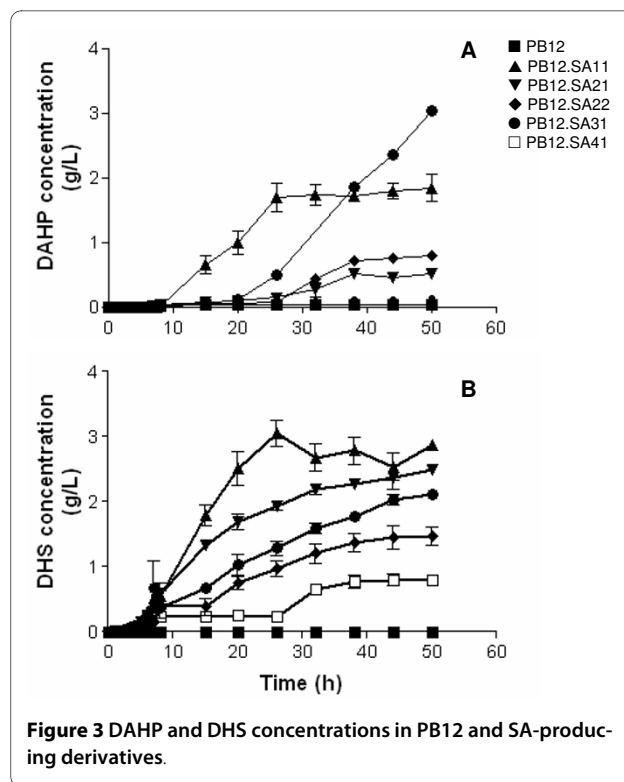 A
PB12
PB12.SA11
PB12.SA21
PB12.SA22
PB12.SA31
PB12.SA41
DAHP concentration
(g/L)
4
3
2
1
0
0 10 20 30 40 50 60
B
DHS concentration
(g/L)
4
3
2
1
0
0 10 20 30 40 50 60
Time (h)
Figure 3 DAHP and DHS concentrations in PB12 and SA-produc-
ing derivatives.